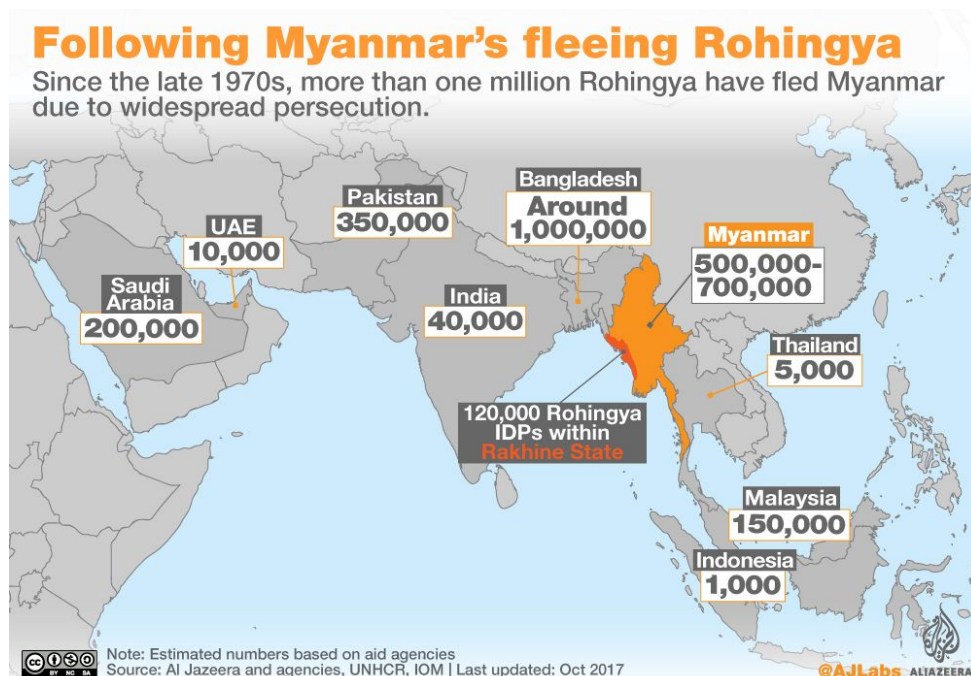 Following Myanmar's fleeing Rohingya
Since the late 1970s, more than one million Rohingya have fled Myanmar
due to widespread persecution.
Bangladesh
Around
1,000,000
Pakistan
350,000
UAE
10,000
Myanmar
500,000-
700,000
Saudi
Arabia
200,000
India
40,000
Thailand
5,000
120,000 Rohingya
IDPs within
Rakhine State
Malaysia
150,000
Indonesia
1,000
Note: Estimated numbers based on aid agencies
Source: Al Jazeera and agencies, UNHCR, IOM | Last updated: Oct 2017
cc BY NC SA
@AJLabs ALJAZEERA